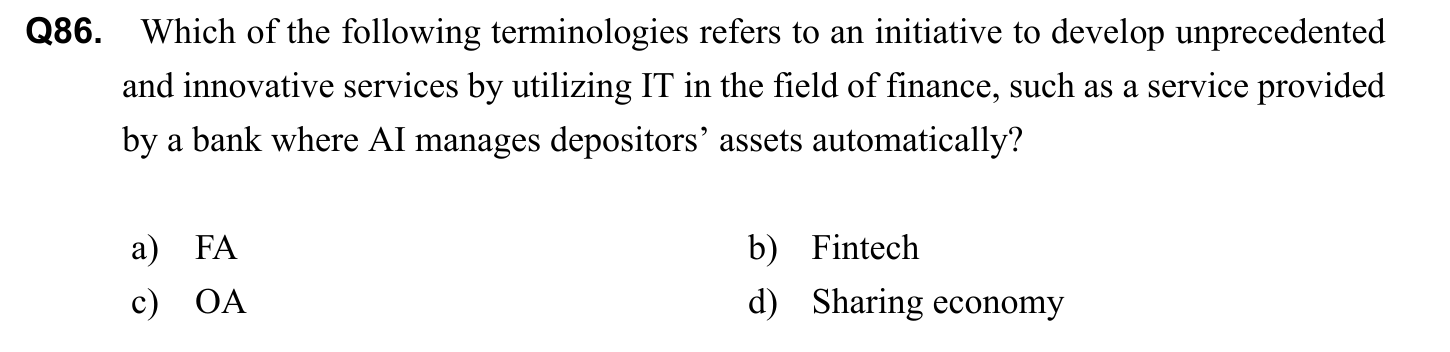 Q86. Which of the following terminologies refers to an initiative to develop unprecedented
and innovative services by utilizing IT in the field of finance, such as a service provided
by a bank where AI manages depositors’ assets automatically?
a) FA b) Fintech
c) OA d) Sharing economy